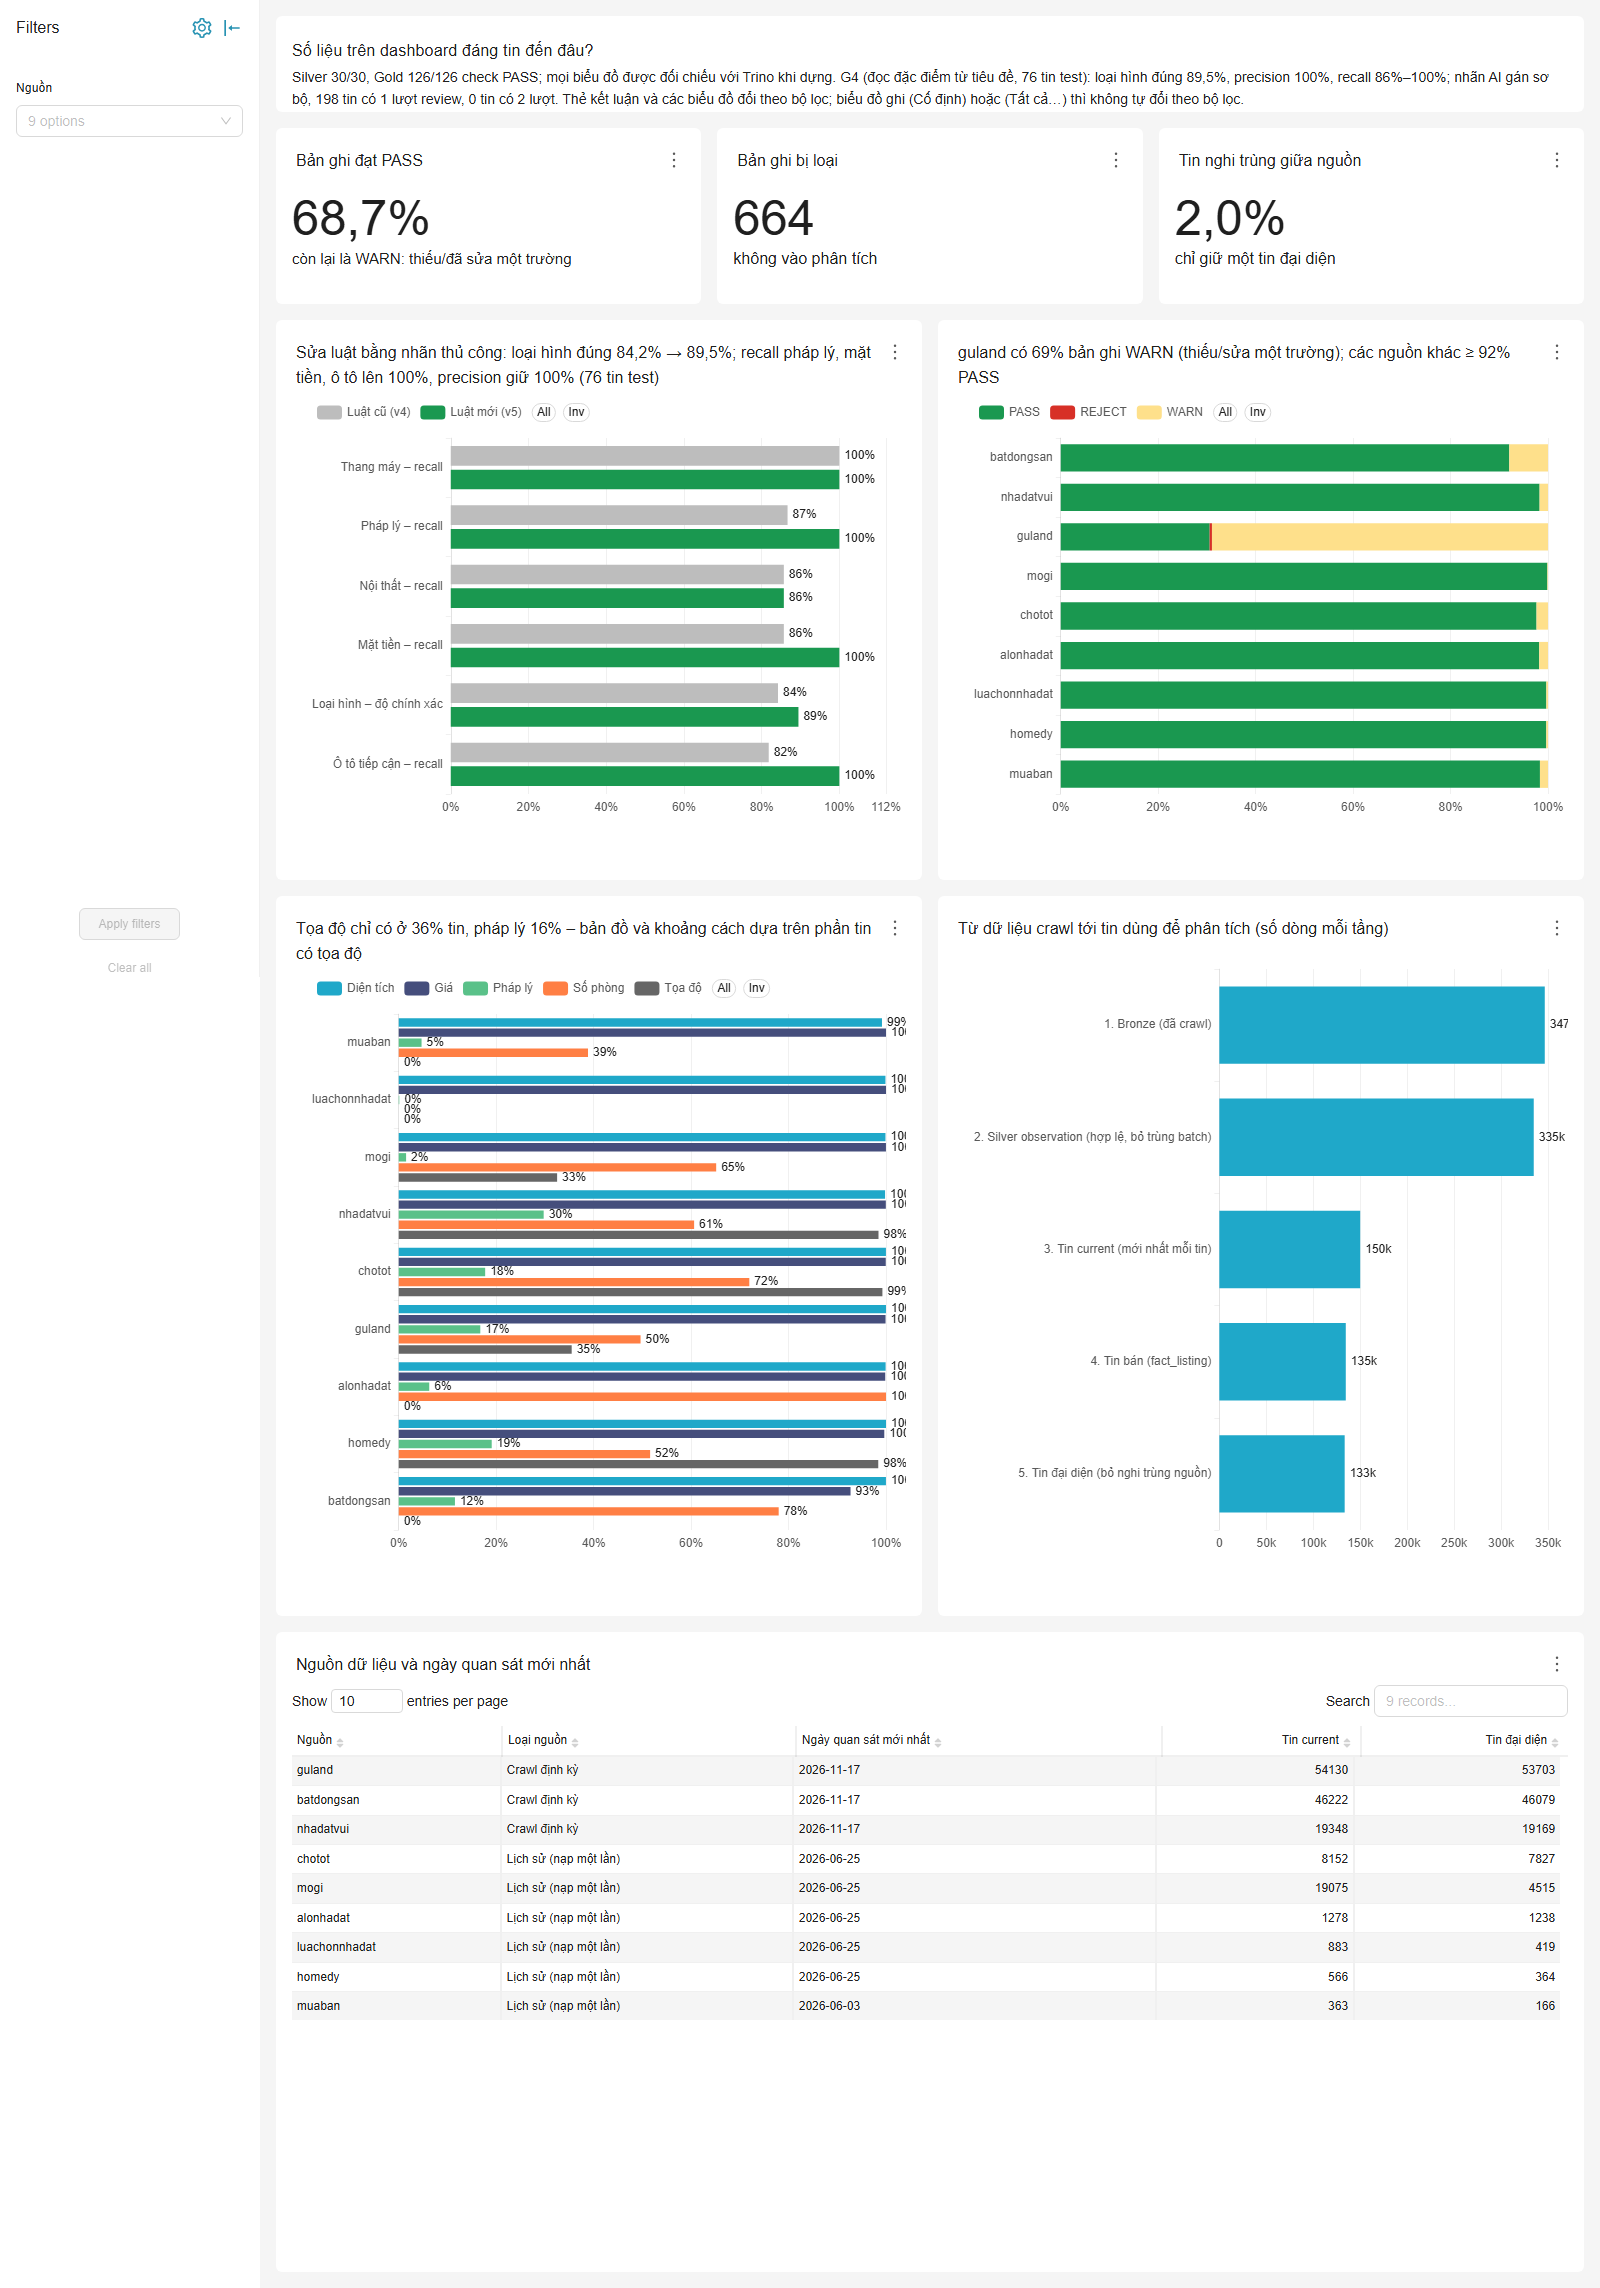 Filters
Nguồn
9 options
Apply filters
Clear all
Số liệu trên dashboard đáng tin đến đâu?
Silver 30/30, Gold 126/126 check PASS; mọi biểu đồ được đối chiếu với Trino khi dựng. G4 (đọc đặc điểm từ tiêu đề, 76 tin test): loại hình đúng 89,5%, precision 100%, recall 86%–100%; nhãn AI gán sơ
bộ, 198 tin có 1 lượt review, 0 tin có 2 lượt. Thẻ kết luận và các biểu đồ đổi theo bộ lọc; biểu đồ ghi (Cố định) hoặc (Tất cả...) thì không tự đổi theo bộ lọc.
Bản ghi đạt PASS
68,7%
còn lại là WARN: thiếu/đã sửa một trường
Bản ghi bị loại
664
không vào phân tích
Tin nghi trùng giữa nguồn
2,0%
chỉ giữ một tin đại diện
Sửa luật bằng nhãn thủ công: loại hình đúng 84,2% → 89,5%; recall pháp lý, mặt
tiền, ô tô lên 100%, precision giữ 100% (76 tin test)
Luật cũ (v4) Luật mới (v5) All Inv
Thang máy – recall 100% 100%
Pháp lý – recall 87% 100%
Nội thất – recall 86% 86%
Mặt tiền – recall 86% 100%
Loại hình – độ chính xác 84% 89%
Ô tô tiếp cận – recall 82% 100%
0% 20% 40% 60% 80% 100% 112%
guland có 69% bản ghi WARN (thiếu/sửa một trường); các nguồn khác ≥ 92%
PASS
PASS REJECT WARN All Inv
batdongsan
nhadatvui
guland
mogi
chotot
alonhadat
luachonnhadat
homedy
muaban
0% 20% 40% 60% 80% 100%
Tọa độ chỉ có ở 36% tin, pháp lý 16% – bản đồ và khoảng cách dựa trên phần tin
có tọa độ
Diện tích Giá Pháp lý Số phòng Tọa độ All Inv
muaban 99% 100 5% 39% 0%
luachonnhadat 100 100 0% 0% 0%
mogi 100 100 2% 65% 33%
nhadatvui 100 100 30% 61% 98%
chotot 100 100 18% 72% 99%
guland 100 100 17% 50% 35%
alonhadat 100 100 6% 100 0%
homedy 100 100 19% 52% 98%
batdongsan 100 93% 12% 78% 0%
0% 20% 40% 60% 80% 100%
Từ dữ liệu crawl tới tin dùng để phân tích (số dòng mỗi tầng)
1. Bronze (đã crawl) 347
2. Silver observation (hợp lệ, bỏ trùng batch) 335k
3. Tin current (mới nhất mỗi tin) 150k
4. Tin bán (fact_listing) 135k
5. Tin đại diện (bỏ nghi trùng nguồn) 133k
0 50k 100k 150k 200k 250k 300k 350k
Nguồn dữ liệu và ngày quan sát mới nhất
Show 10 entries per page Search 9 records...
Nguồn Loại nguồn Ngày quan sát mới nhất Tin current Tin đại diện
guland Crawl định kỳ 2026-11-17 54130 53703
batdongsan Crawl định kỳ 2026-11-17 46222 46079
nhadatvui Crawl định kỳ 2026-11-17 19348 19169
chotot Lịch sử (nạp một lần) 2026-06-25 8152 7827
mogi Lịch sử (nạp một lần) 2026-06-25 19075 4515
alonhadat Lịch sử (nạp một lần) 2026-06-25 1278 1238
luachonnhadat Lịch sử (nạp một lần) 2026-06-25 883 419
homedy Lịch sử (nạp một lần) 2026-06-25 566 364
muaban Lịch sử (nạp một lần) 2026-06-03 363 166